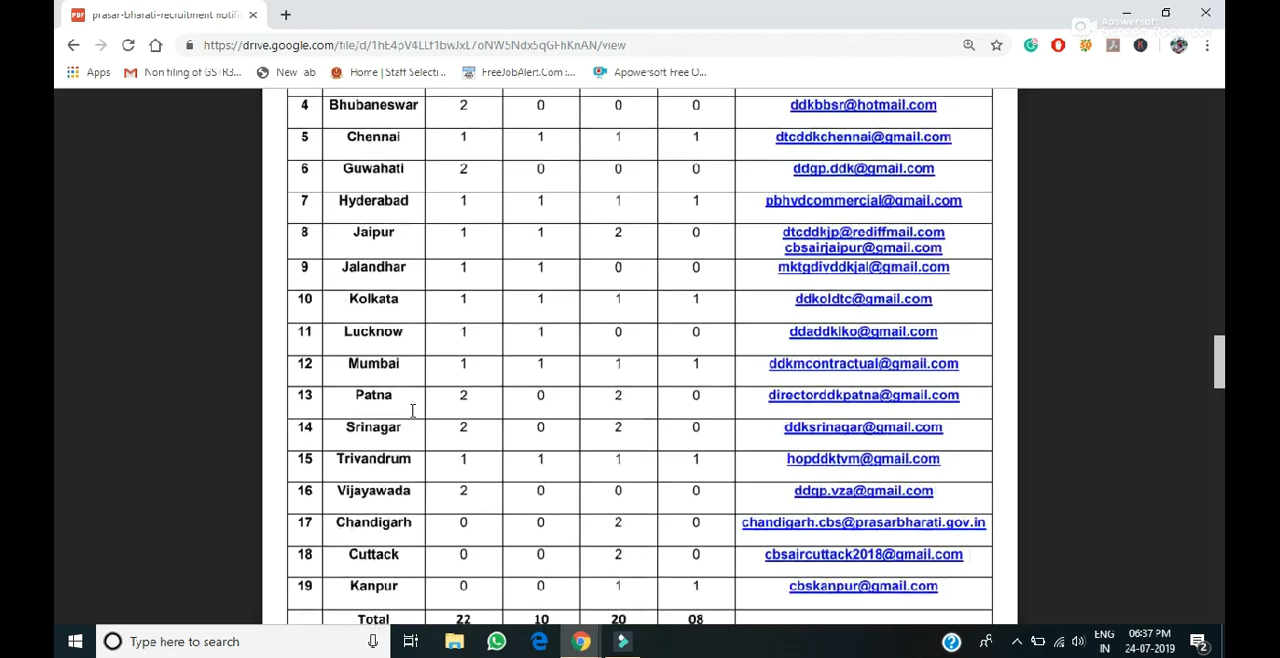 prasar-bharati-recruitment notifi
https://drive.google.com/file/d/
/view
Apps
Non filing of GSTR3...
New Tab
Home | Staff Selecti...
FreeJobAlert.Com :...
Apowersoft Free O...
Apowersoft
4 Bhubaneswar 2 0 0 0 ddkbbsr@hotmail.com
5 Chennai 1 1 1 1 dtcddkchennai@gmail.com
6 Guwahati 2 0 0 0 ddgp.ddk@gmail.com
7 Hyderabad 1 1 1 1 pbhydcommercial@gmail.com
8 Jaipur 1 1 2 0 dtcddkjp@rediffmail.com
cbsairjaipur@gmail.com
9 Jalandhar 1 1 0 0 mktgdivddkjal@gmail.com
10 Kolkata 1 1 1 1 ddkoldtc@gmail.com
11 Lucknow 1 1 0 0 ddaddklko@gmail.com
12 Mumbai 1 1 1 1 ddkmcontractual@gmail.com
13 Patna 2 0 2 0 directorddkpatna@gmail.com
14 Srinagar 2 0 2 0 ddksrinagar@gmail.com
15 Trivandrum 1 1 1 1 hopddktvm@gmail.com
16 Vijayawada 2 0 0 0 ddgp.vza@gmail.com
17 Chandigarh 0 0 2 0 chandigarh.cbs@prasarbharati.gov.in
18 Cuttack 0 0 2 0 cbsaircuttack2018@gmail.com
19 Kanpur 0 0 1 1 cbskanpur@gmail.com
Total 22 10 20 08
Type here to search
ENG 06:37 PM
IN 24-07-2019
2